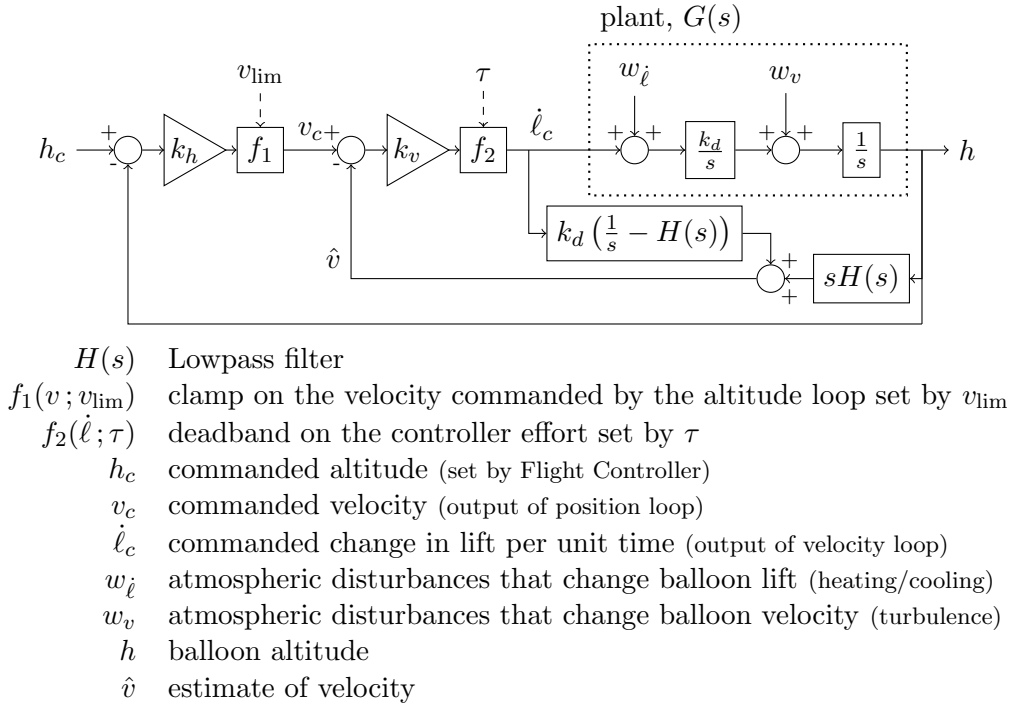 plant, G(s)
v_lim
τ
w_ℓ̇
w_v
h_c
+
-
k_h
f_1
v_c
+
-
k_v
f_2
ℓ̇_c
+
+
k_d/s
+
+
1/s
h
k_d (1/s − H(s))
v̂
+
+
sH(s)
H(s) Lowpass filter
f_1(v ; v_lim) clamp on the velocity commanded by the altitude loop set by v_lim
f_2(ℓ̇ ; τ) deadband on the controller effort set by τ
h_c commanded altitude (set by Flight Controller)
v_c commanded velocity (output of position loop)
ℓ̇_c commanded change in lift per unit time (output of velocity loop)
w_ℓ̇ atmospheric disturbances that change balloon lift (heating/cooling)
w_v atmospheric disturbances that change balloon velocity (turbulence)
h balloon altitude
v̂ estimate of velocity